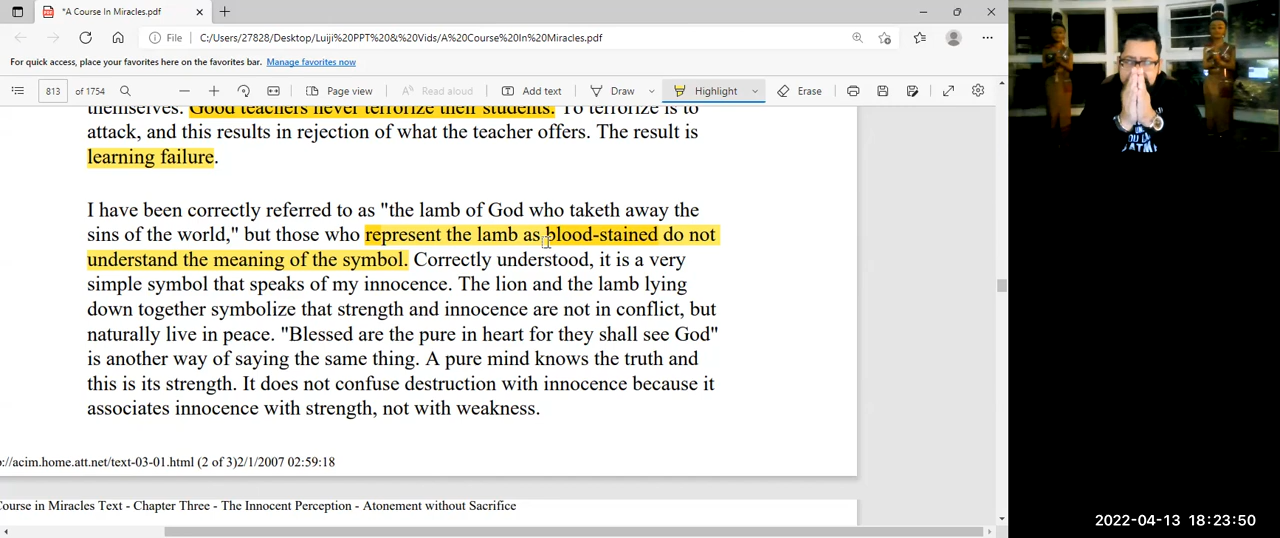 *A Course In Miracles.pdf
File
C:/Users/27828/Desktop/Luiji%20PPT%20&%20Vids/A%20Course%20In%20Miracles.pdf
For quick access, place your favorites here on the favorites bar. Manage favorites now
813 of 1754
Page view
Read aloud
Add text
Draw
Highlight
Erase
themselves. Good teachers never terrorize their students. To terrorize is to
attack, and this results in rejection of what the teacher offers. The result is
learning failure.
I have been correctly referred to as "the lamb of God who taketh away the
sins of the world," but those who represent the lamb as blood-stained do not
understand the meaning of the symbol. Correctly understood, it is a very
simple symbol that speaks of my innocence. The lion and the lamb lying
down together symbolize that strength and innocence are not in conflict, but
naturally live in peace. "Blessed are the pure in heart for they shall see God"
is another way of saying the same thing. A pure mind knows the truth and
this is its strength. It does not confuse destruction with innocence because it
associates innocence with strength, not with weakness.
://acim.home.att.net/text-03-01.html (2 of 3)2/1/2007 02:59:18
Course in Miracles Text - Chapter Three - The Innocent Perception - Atonement without Sacrifice
2022-04-13 18:23:50